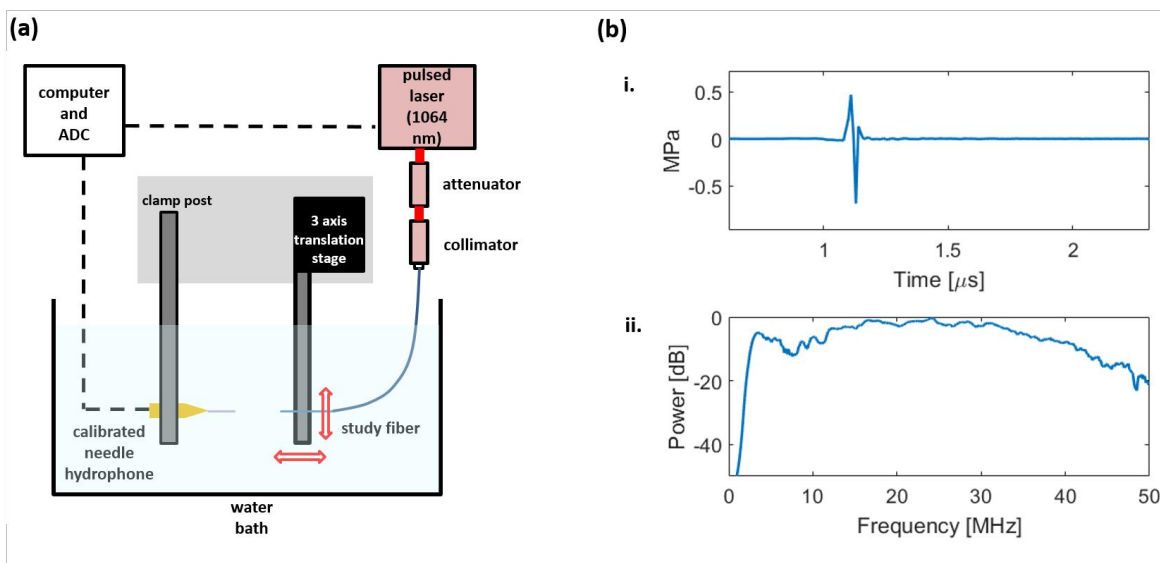 (a)
computer
and
ADC
pulsed
laser
(1064
nm)
attenuator
collimator
clamp post
3 axis
translation
stage
calibrated
needle
hydrophone
study fiber
water
bath
(b)
i.
0.5
0
-0.5
MPa
1
1.5
2
Time [μs]
ii.
0
-20
-40
Power [dB]
0
10
20
30
40
50
Frequency [MHz]